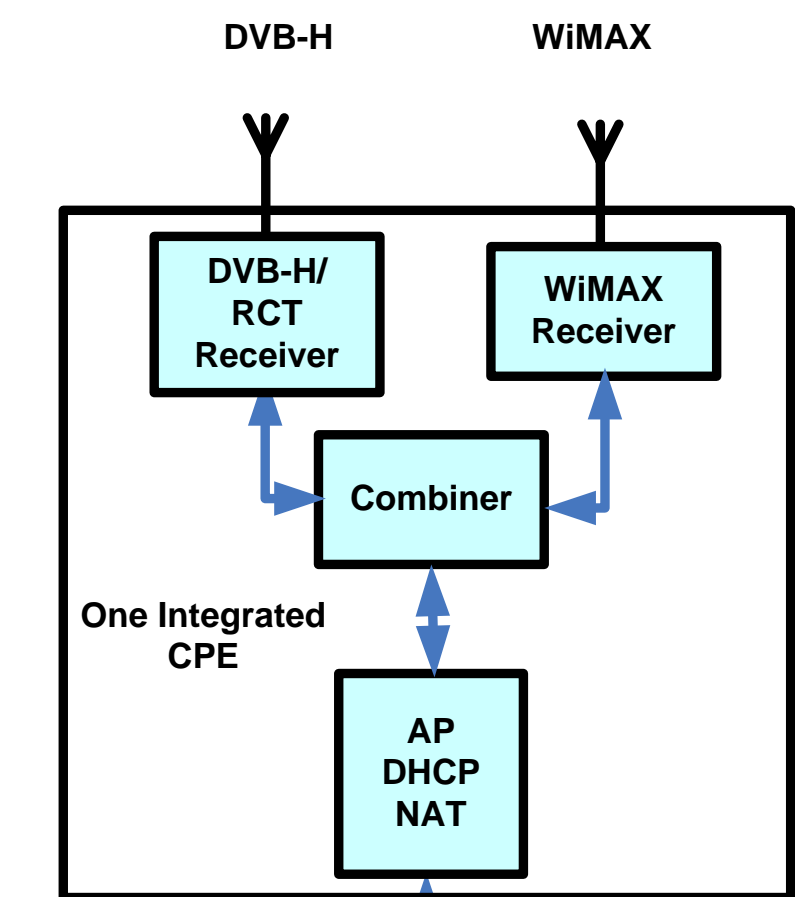 DVB-H
WiMAX
DVB-H/
RCT
Receiver
WiMAX
Receiver
Combiner
One Integrated
CPE
AP
DHCP
NAT